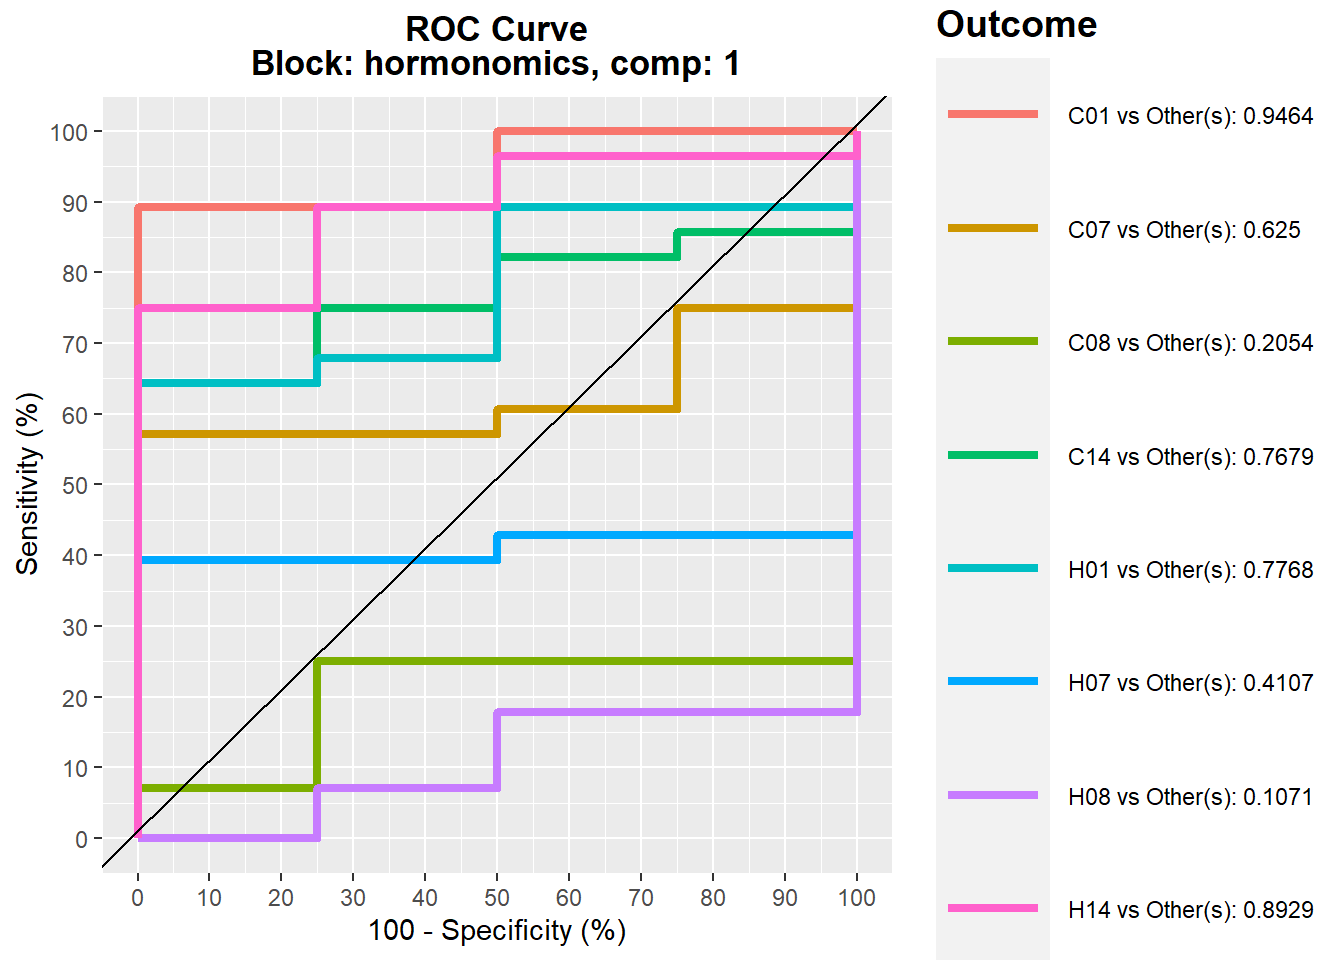 ROC Curve
Block: hormonomics, comp: 1
Outcome
C01 vs Other(s): 0.9464
C07 vs Other(s): 0.625
C08 vs Other(s): 0.2054
C14 vs Other(s): 0.7679
H01 vs Other(s): 0.7768
H07 vs Other(s): 0.4107
H08 vs Other(s): 0.1071
H14 vs Other(s): 0.8929
Sensitivity (%)
100
90
80
70
60
50
40
30
20
10
0
0 10 20 30 40 50 60 70 80 90 100
100 - Specificity (%)